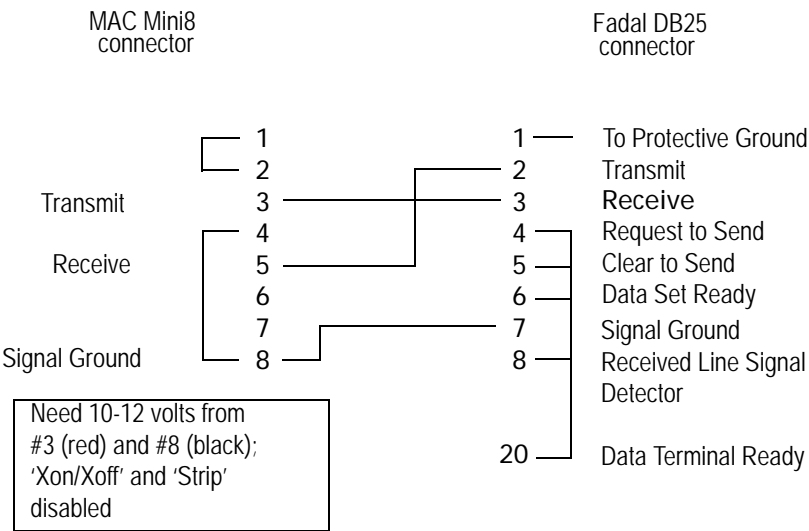 MAC Mini8
connector
Fadal DB25
connector
1 1 To Protective Ground
2 2 Transmit
Transmit 3 3 Receive
4 4 Request to Send
Receive 5 5 Clear to Send
6 6 Data Set Ready
7 7 Signal Ground
Signal Ground 8 8 Received Line Signal
Detector
Need 10-12 volts from
#3 (red) and #8 (black);
‘Xon/Xoff’ and ‘Strip’
disabled
20 Data Terminal Ready